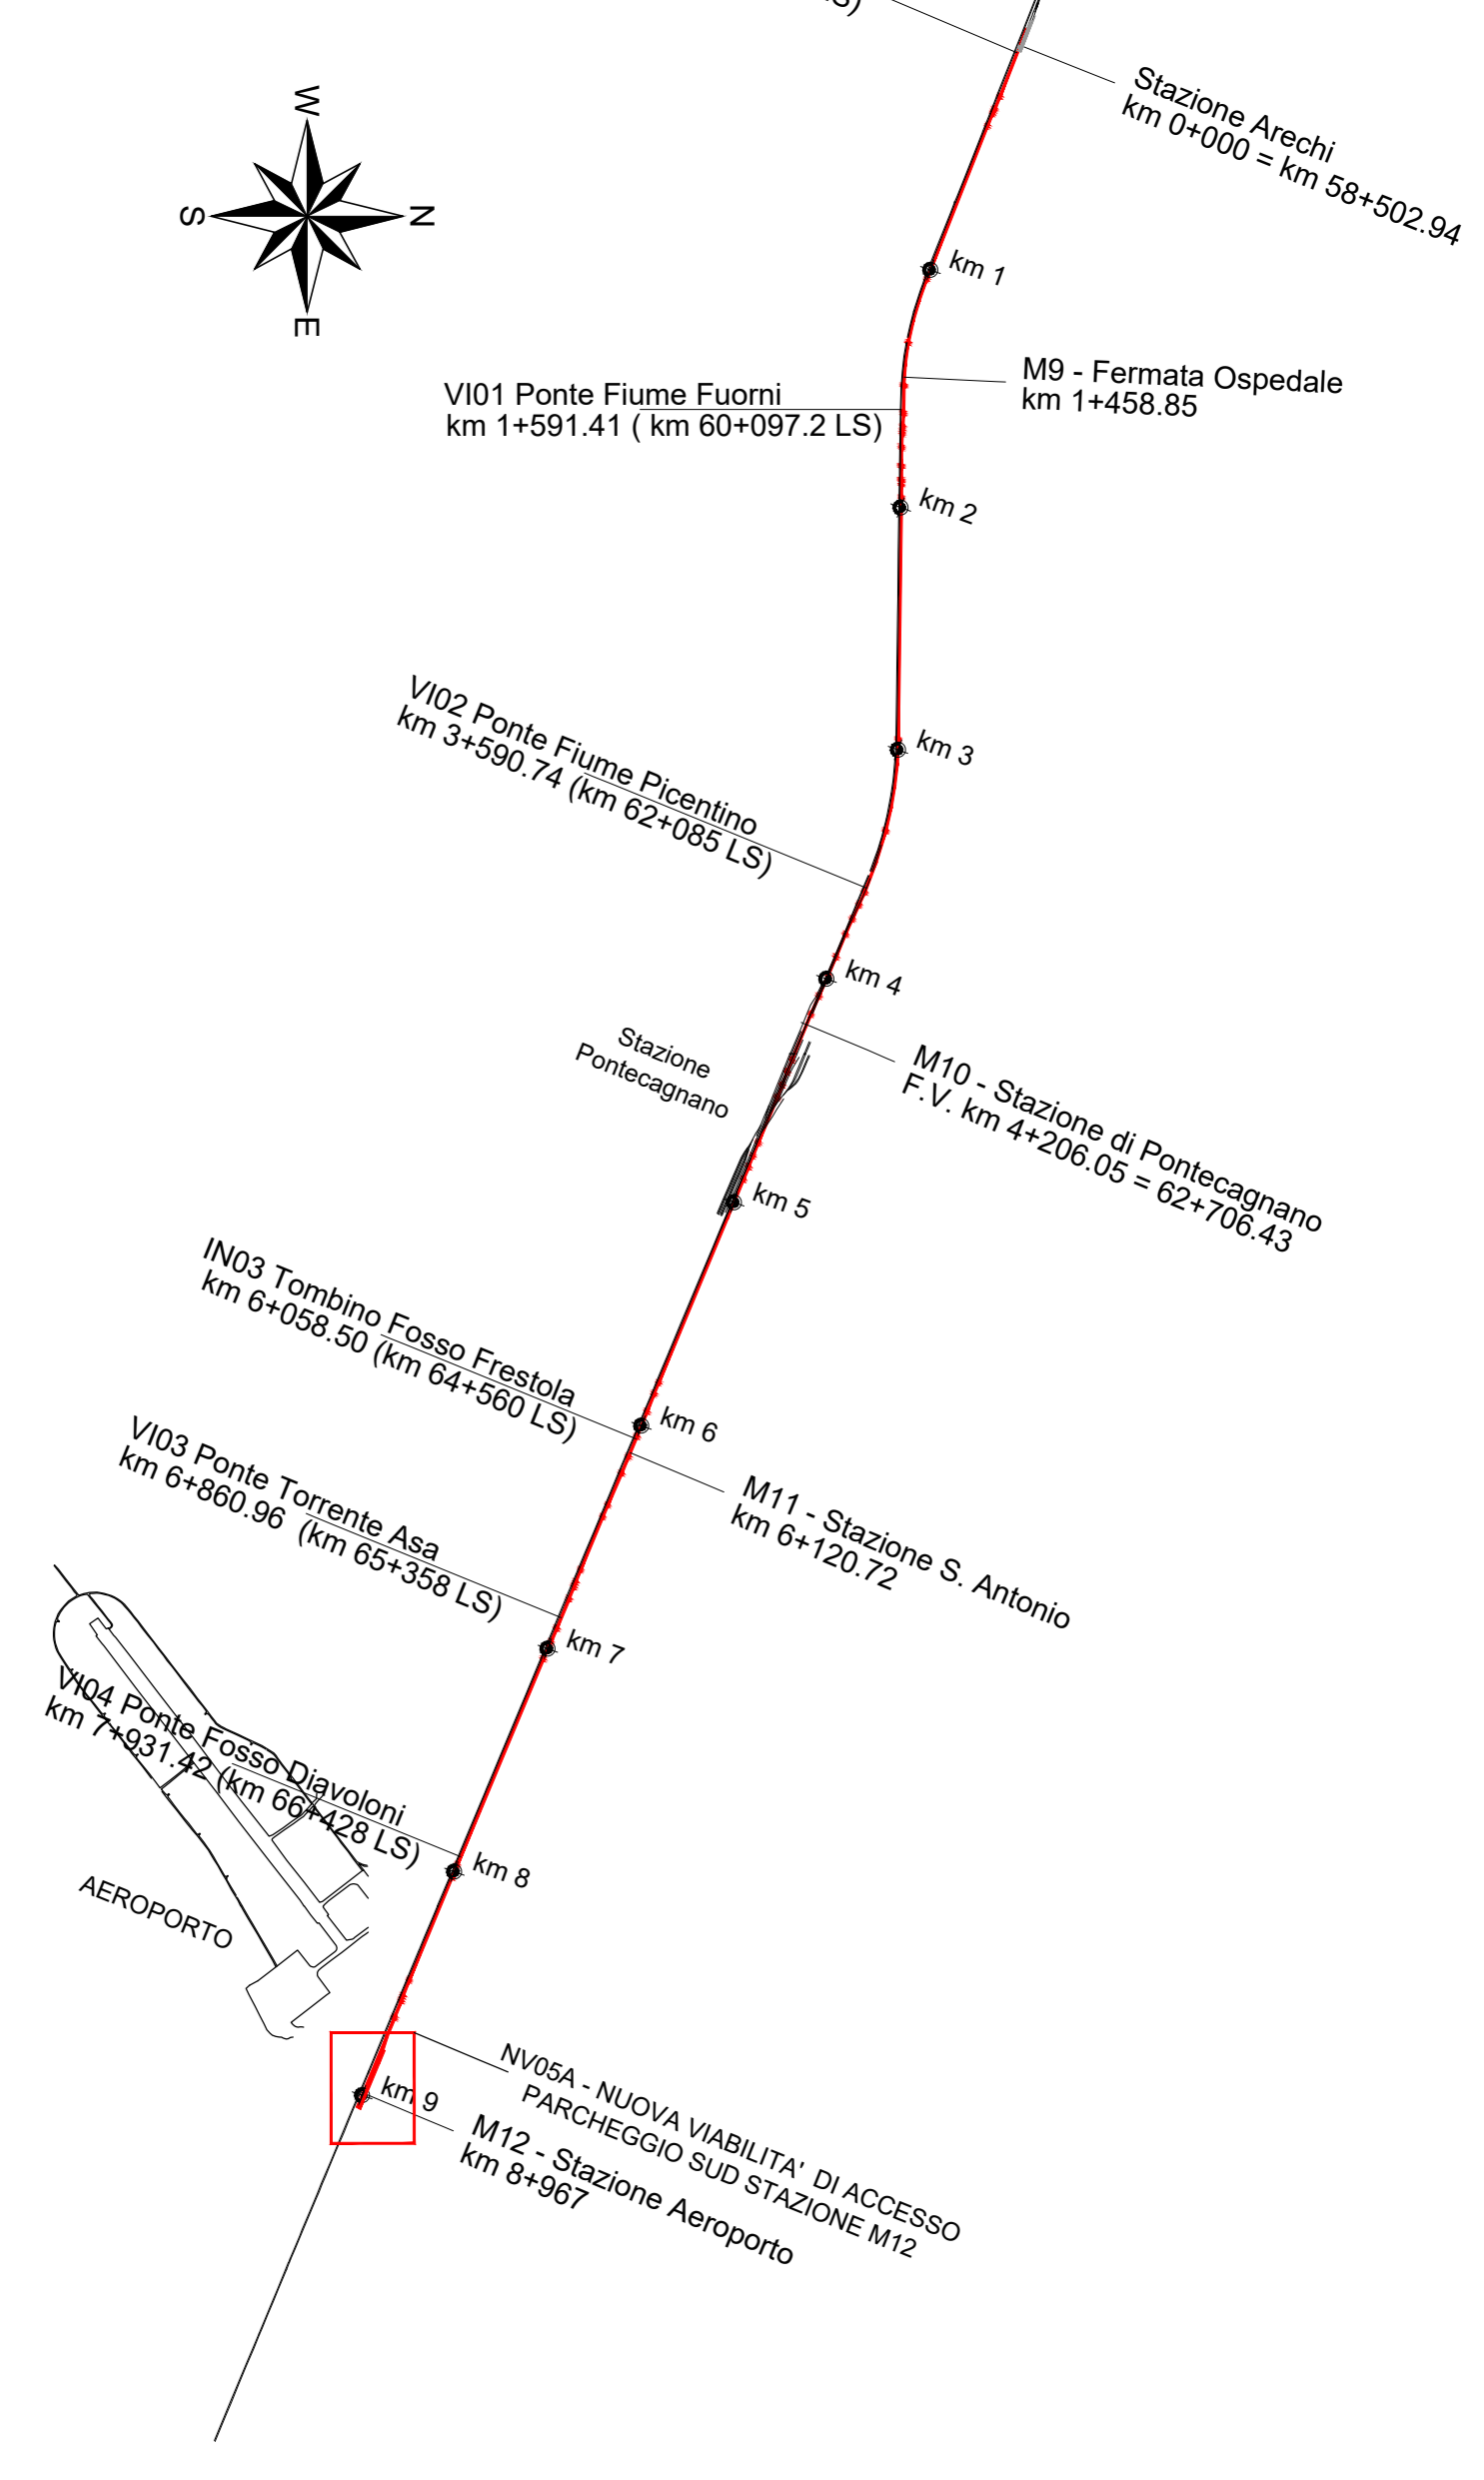 S)
Stazione Arechi
km 0+000 = km 58+502.94
W
S
N
E
km 1
M9 - Fermata Ospedale
km 1+458.85
VI01 Ponte Fiume Fuorni
km 1+591.41 ( km 60+097.2 LS)
km 2
VI02 Ponte Fiume Picentino
km 3+590.74 (km 62+085 LS)
km 3
km 4
Stazione
Pontecagnano
M10 - Stazione di Pontecagnano
F.V. km 4+206.05 = 62+706.43
km 5
IN03 Tombino Fosso Frestola
km 6+058.50 (km 64+560 LS)
km 6
VI03 Ponte Torrente Asa
km 6+860.96 (km 65+358 LS)
M11 - Stazione S. Antonio
km 6+120.72
km 7
VI04 Ponte Fosso Diavoloni
km 7+931.42 (km 66+428 LS)
km 8
AEROPORTO
NV05A - NUOVA VIABILITA' DI ACCESSO
PARCHEGGIO SUD STAZIONE M12
km 9
M12 - Stazione Aeroporto
km 8+967